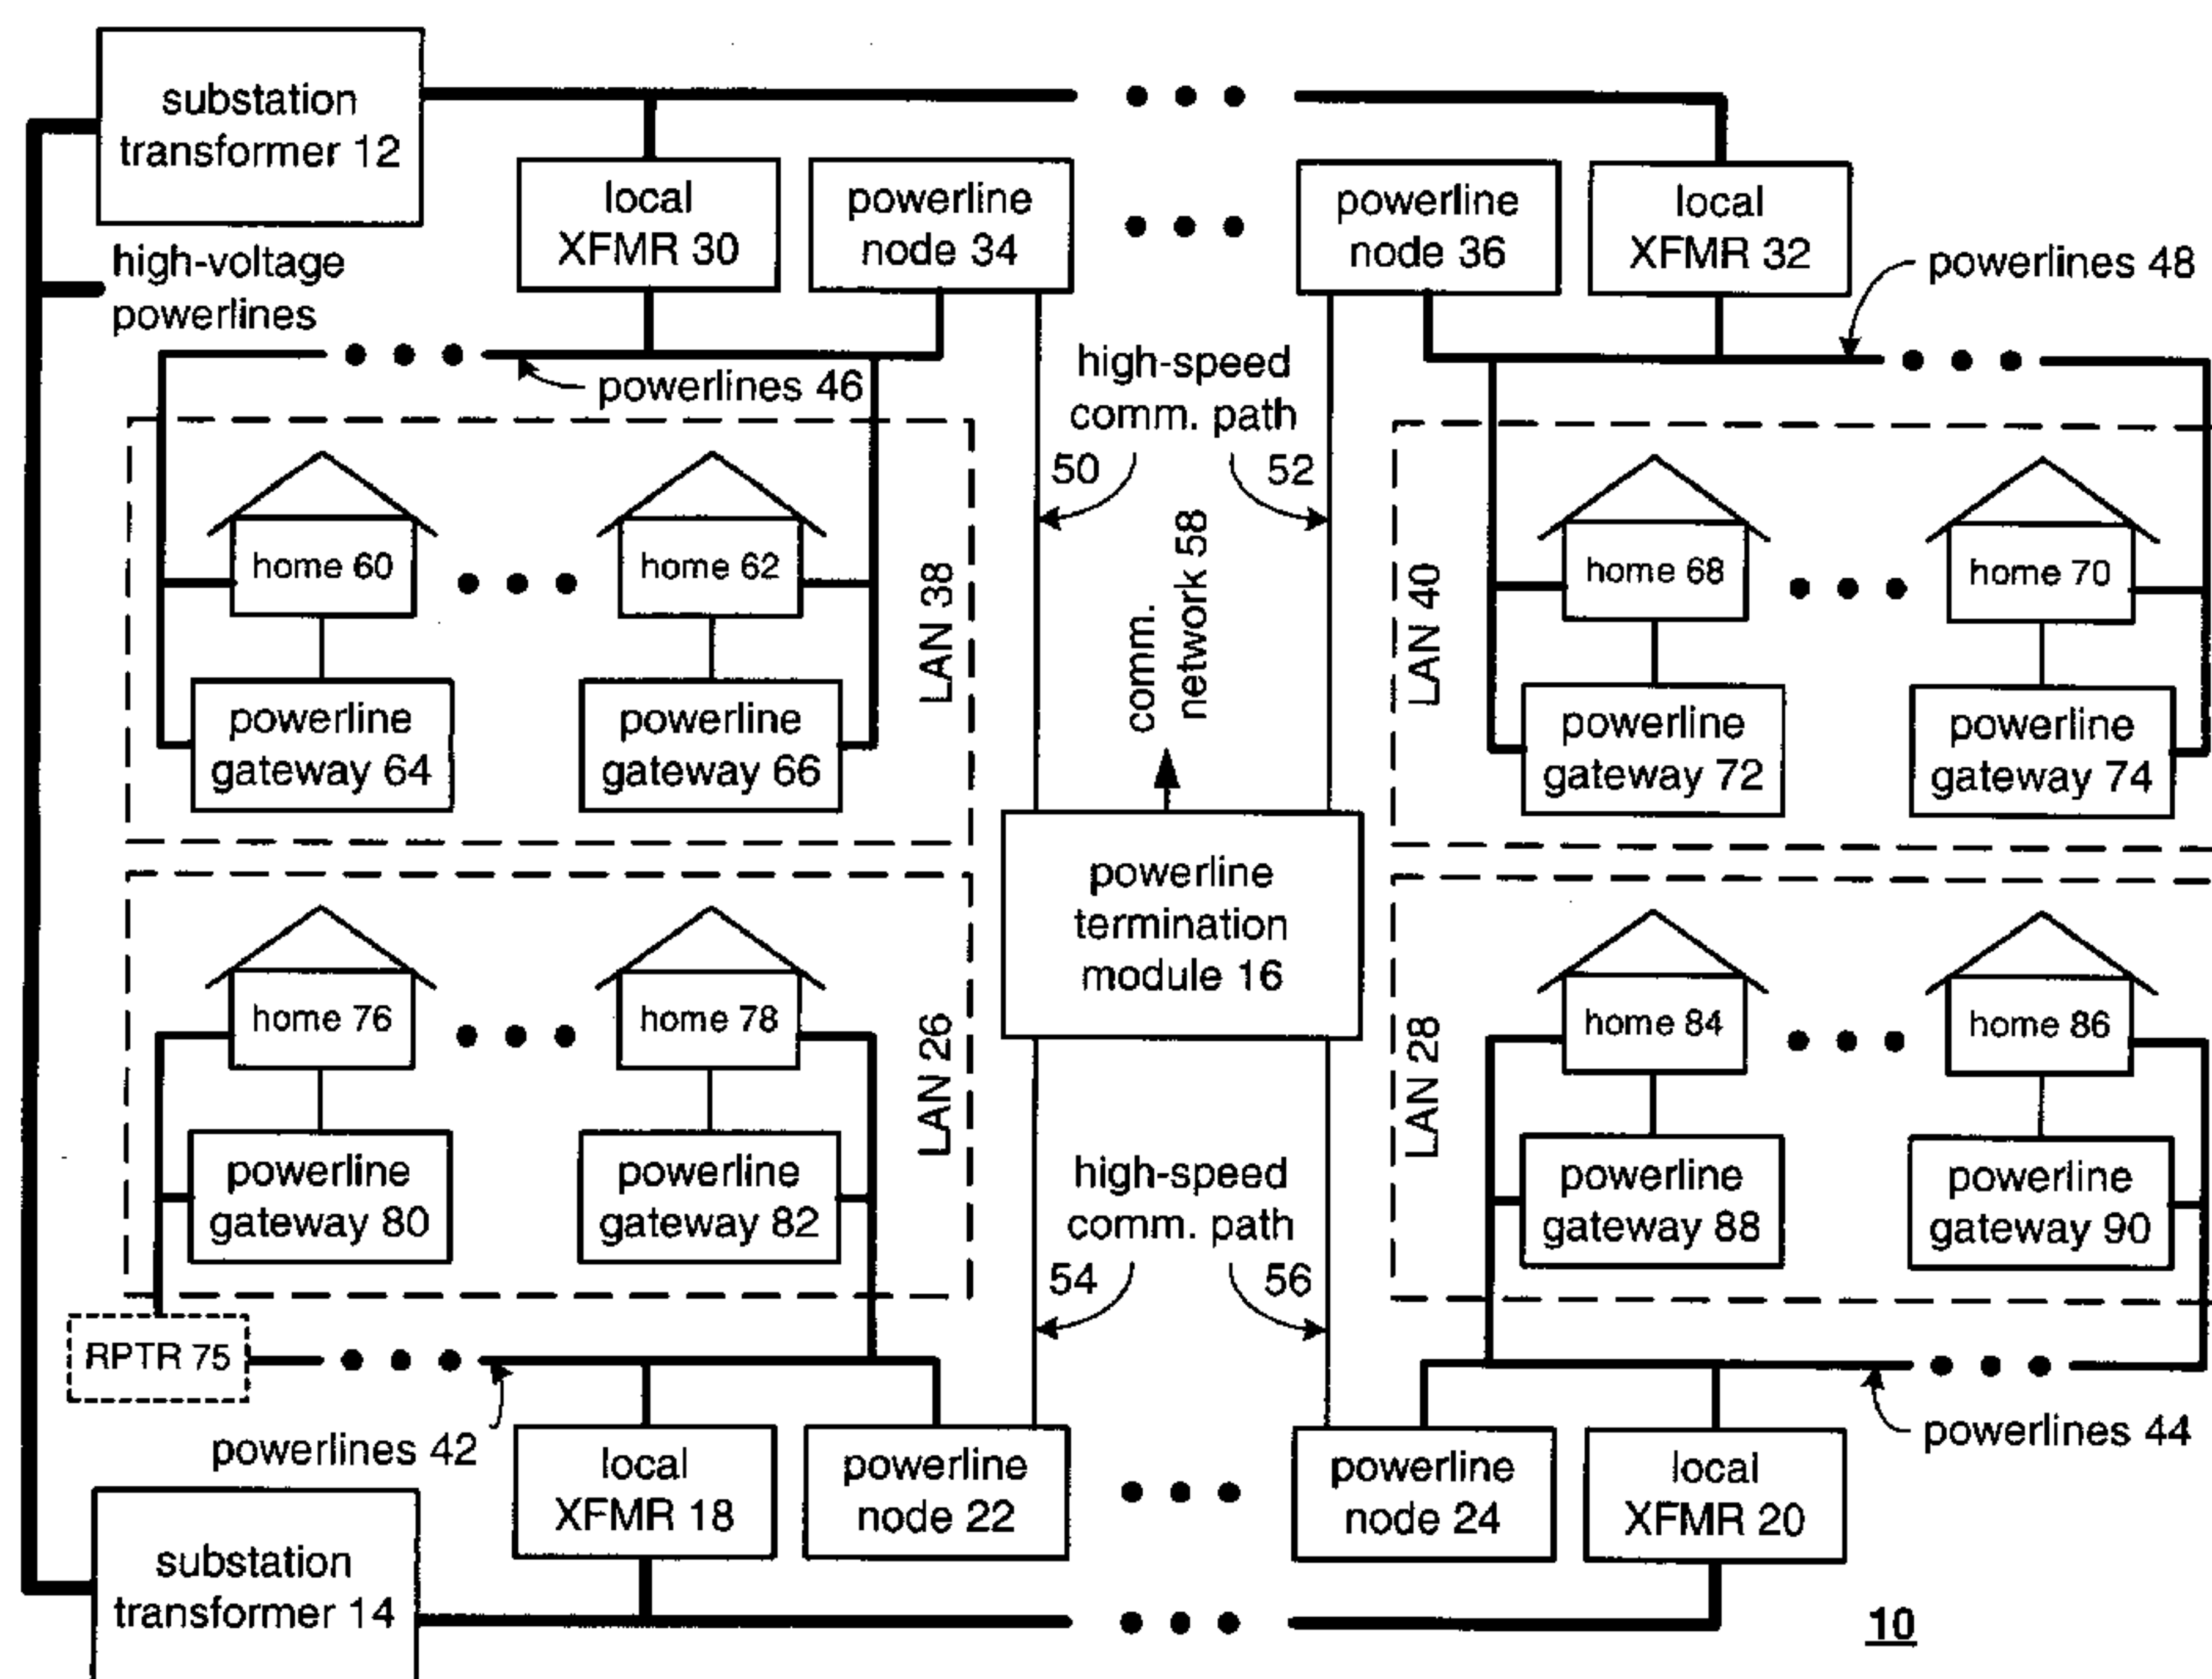 substation
transformer 12
local
XFMR 30
powerline
node 34
powerline
node 36
local
XFMR 32
high-voltage
powerlines
powerlines 48
powerlines 46
high-speed
comm. path
50
52
home 60
home 62
LAN 38
comm.
network 58
LAN 40
home 68
home 70
powerline
gateway 64
powerline
gateway 66
powerline
gateway 72
powerline
gateway 74
powerline
termination
module 16
home 76
home 78
LAN 26
LAN 28
home 84
home 86
powerline
gateway 80
powerline
gateway 82
high-speed
comm. path
54
56
powerline
gateway 88
powerline
gateway 90
RPTR 75
powerlines 42
powerlines 44
local
XFMR 18
powerline
node 22
powerline
node 24
local
XFMR 20
substation
transformer 14
10